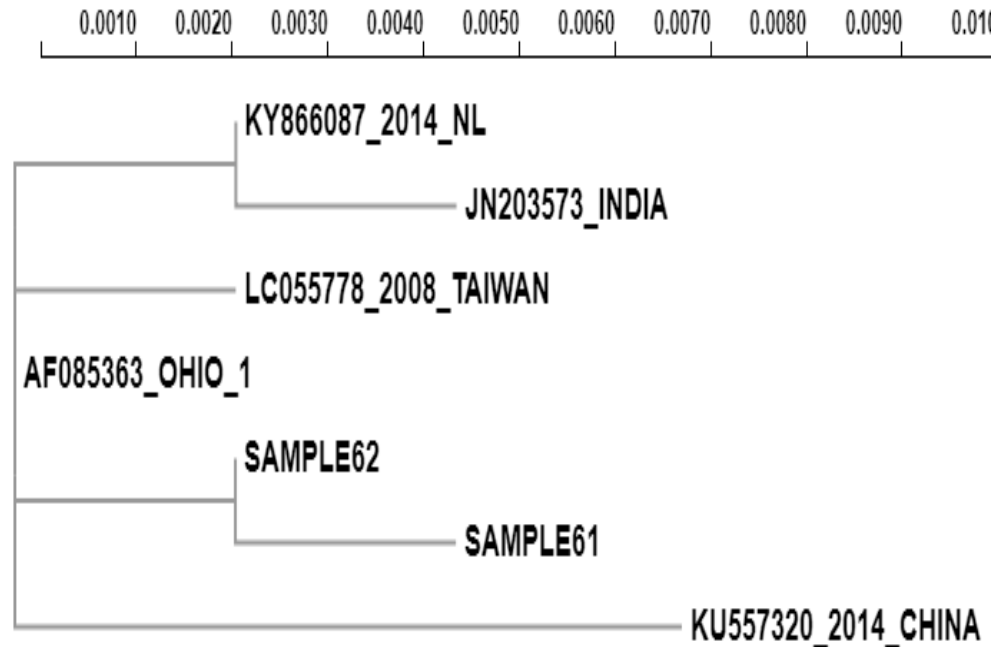 0.0010 0.0020 0.0030 0.0040 0.0050 0.0060 0.0070 0.0080 0.0090
KY866087_2014_NL
JN203573_INDIA
LC055778_2008_TAIWAN
AF085363_OHIO_1
SAMPLE62
SAMPLE61
KU557320_2014_CHINA